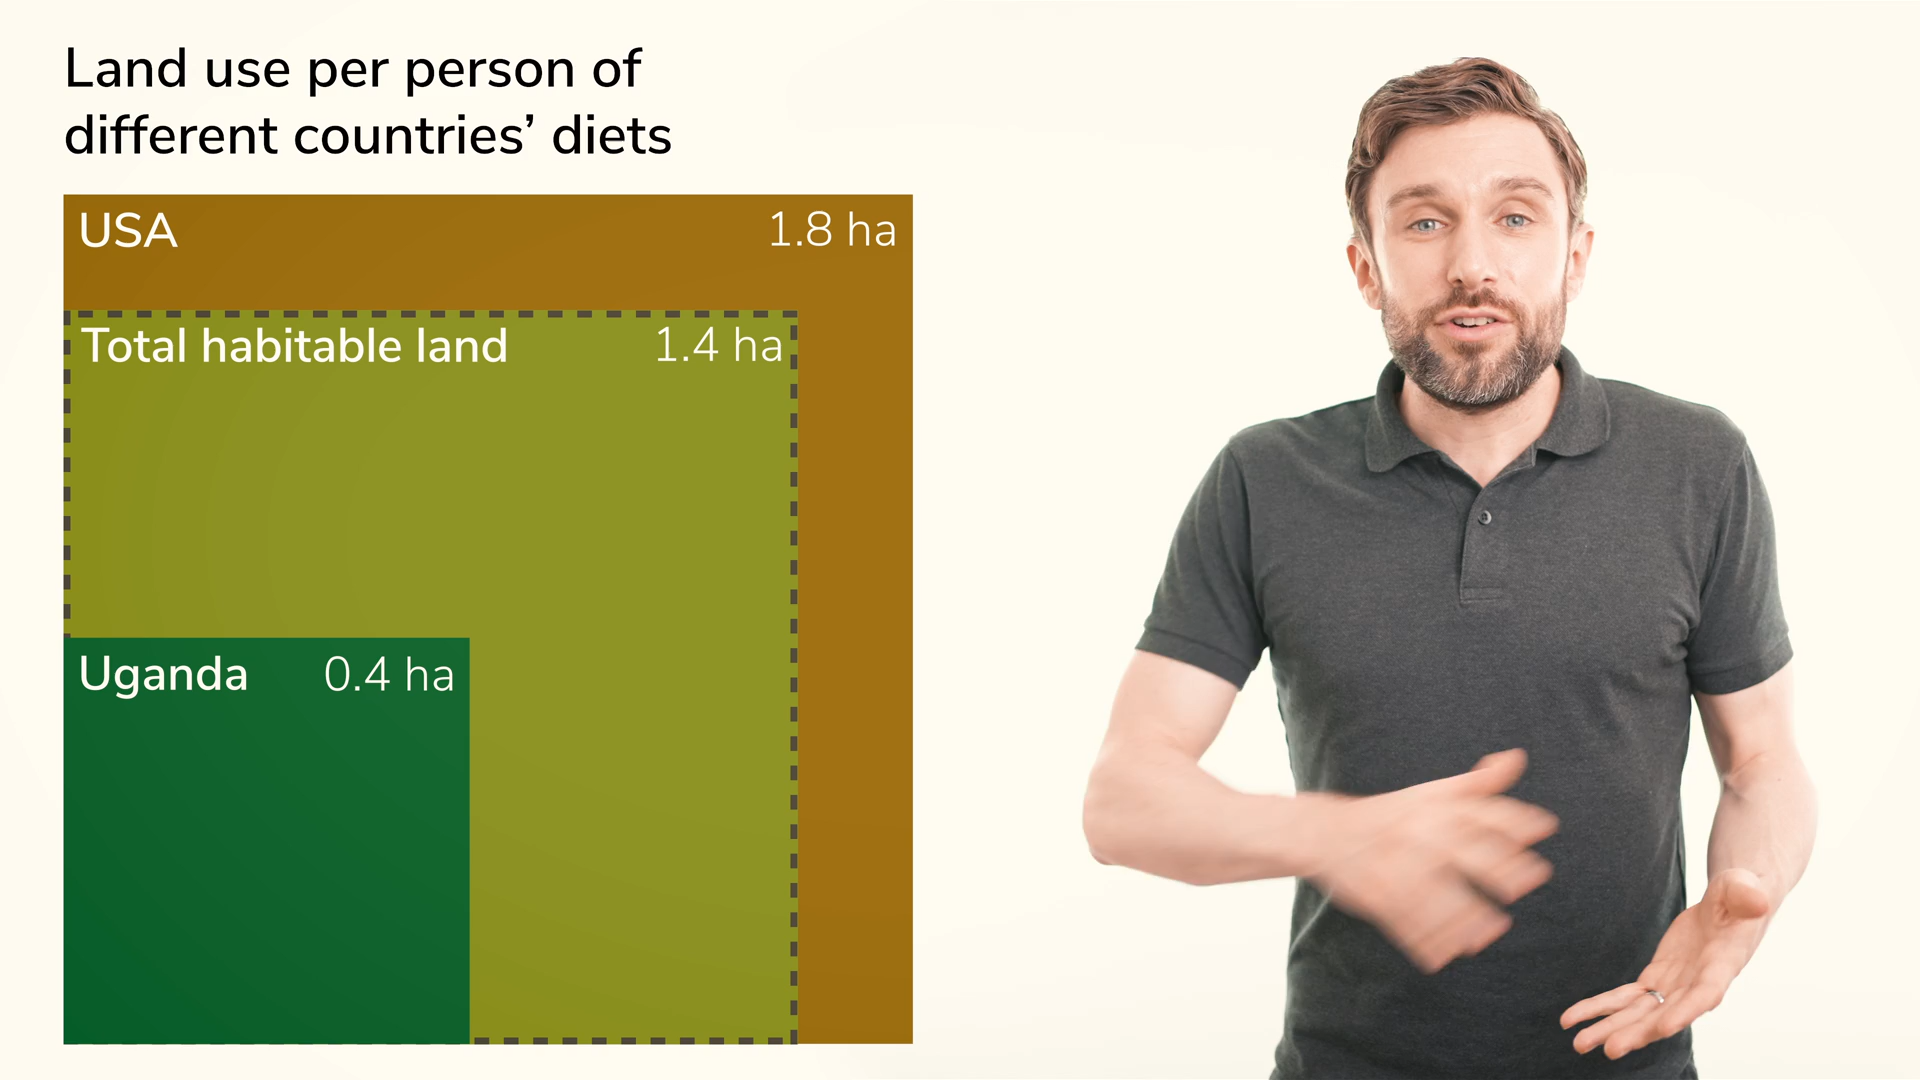 Land use per person of
different countries’ diets
USA 1.8 ha
Total habitable land 1.4 ha
Uganda 0.4 ha